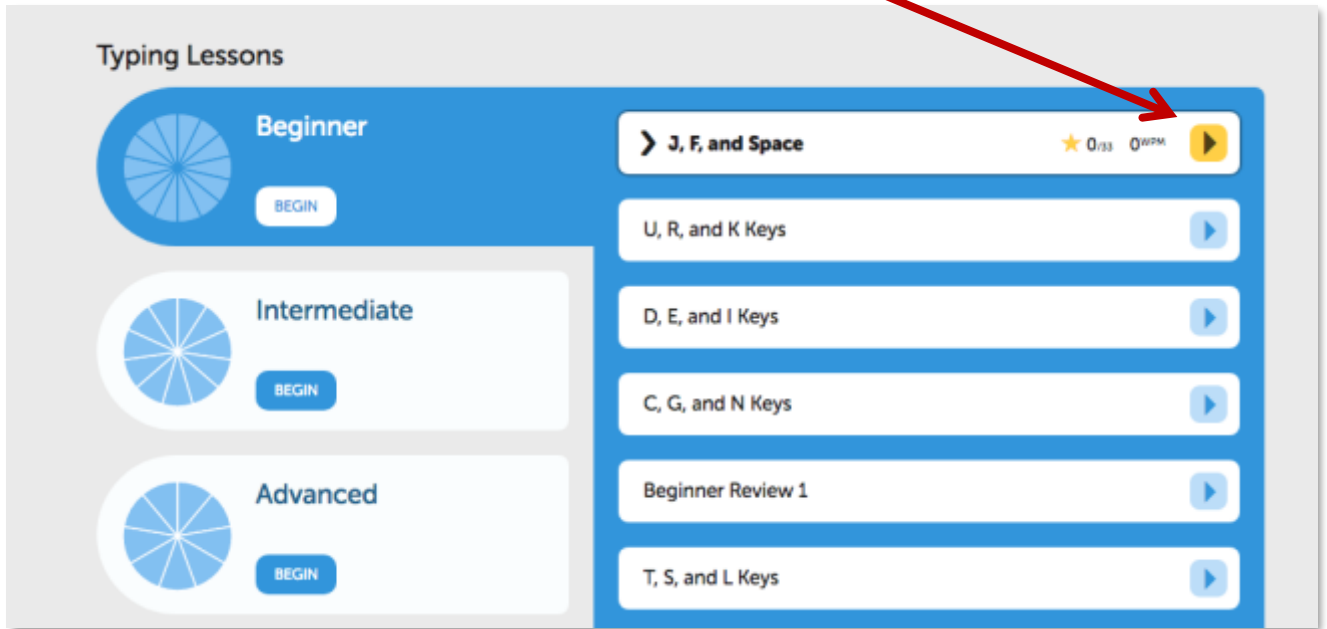 Typing Lessons
Beginner
BEGIN
Intermediate
BEGIN
Advanced
BEGIN
J, F, and Space 0/33 0WPM
U, R, and K Keys
D, E, and I Keys
C, G, and N Keys
Beginner Review 1
T, S, and L Keys